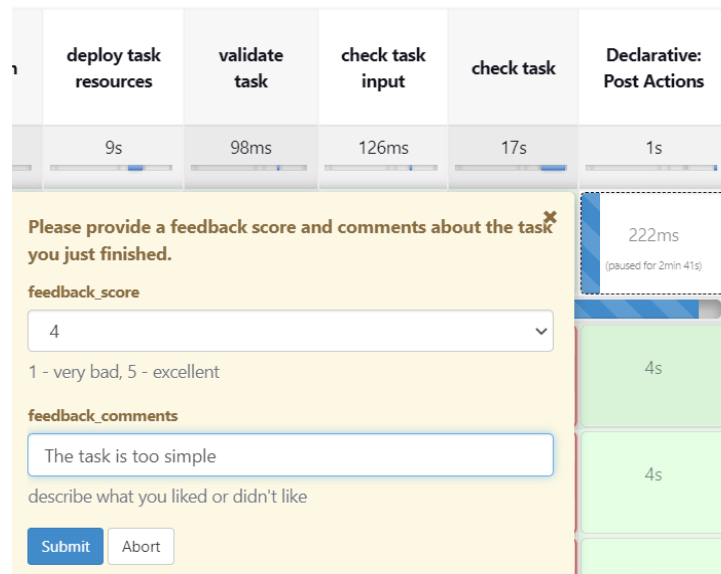 deploy task
resources
validate
task
check task
input
check task
Declarative:
Post Actions
9s
98ms
126ms
17s
1s
Please provide a feedback score and comments about the task
you just finished.
222ms
(paused for 2min 41s)
feedback_score
4
1 - very bad, 5 - excellent
4s
feedback_comments
The task is too simple
4s
describe what you liked or didn't like
Submit
Abort